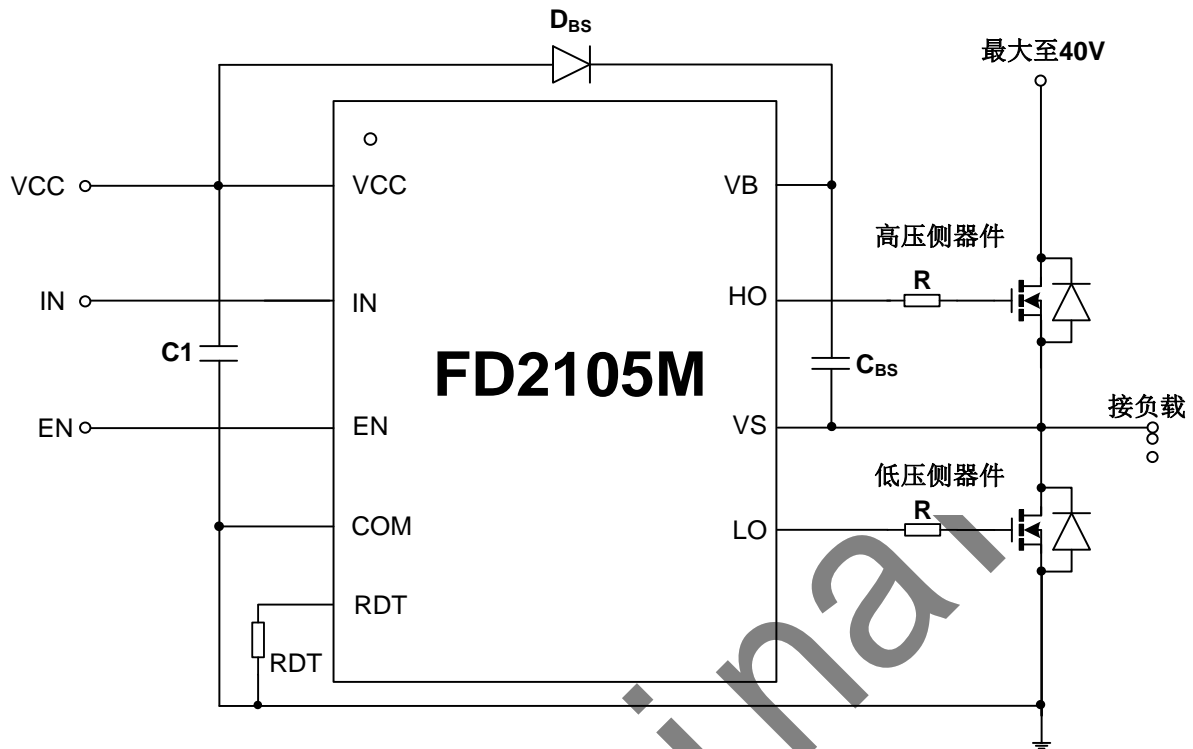 DBS
最大至40V
VCC
VCC
VB
高压侧器件
R
IN
IN
HO
C1
FD2105M
CBS
接负载
EN
EN
VS
低压侧器件
R
COM
LO
RDT
RDT
inar